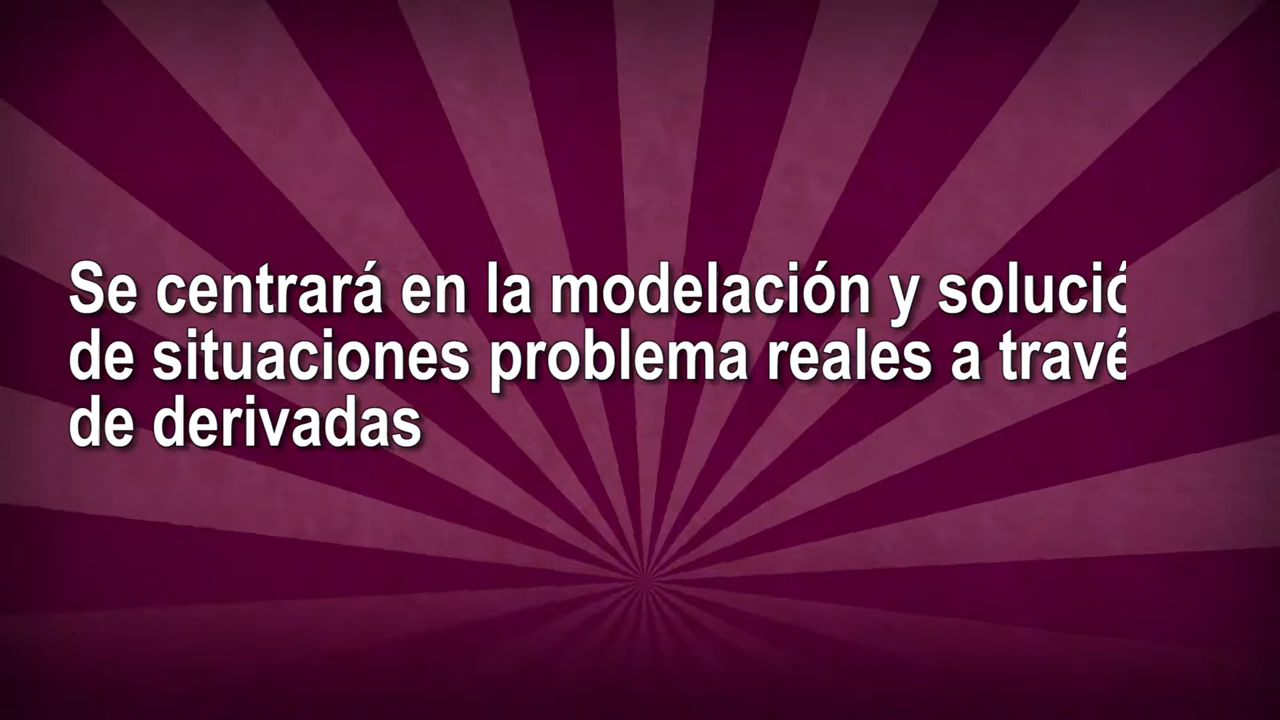 Se centrará en la modelación y solució
de situaciones problema reales a travé
de derivadas